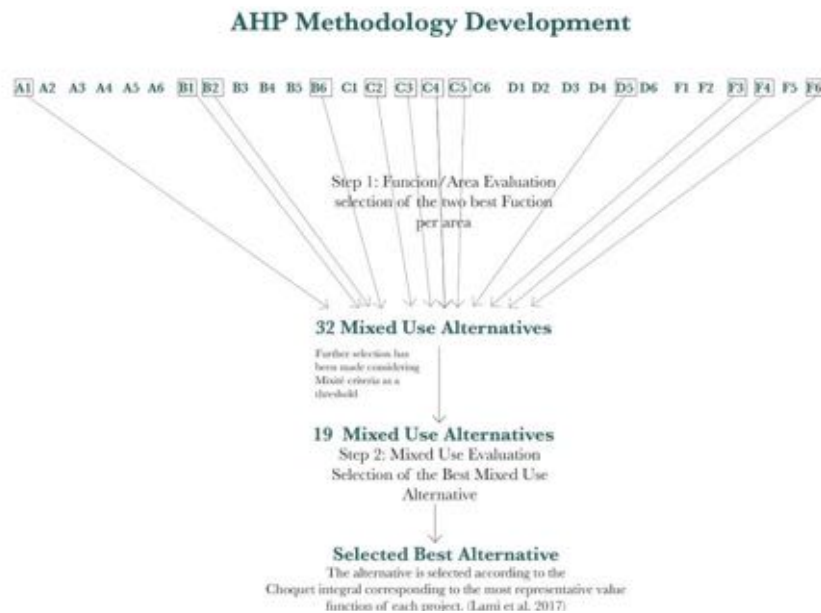 AHP Methodology Development
A1 A2 A3 A4 A5 A6 B1 B2 B3 B4 B5 B6 C1 C2 C3 C4 C5 C6 D1 D2 D3 D4 D5 D6 F1 F2 F3 F4 F5 F6
Step 1: Funcion/Area Evaluation
selection of the two best Fuction
per area
32 Mixed Use Alternatives
Further selection has
been made considering
Mixité criteria as a
threshold
19 Mixed Use Alternatives
Step 2: Mixed Use Evaluation
Selection of the Best Mixed Use
Alternative
Selected Best Alternative
The alternative is selected according to the
Choquet integral corresponding to the most representative value
function of each project. (Lami et al. 2017)